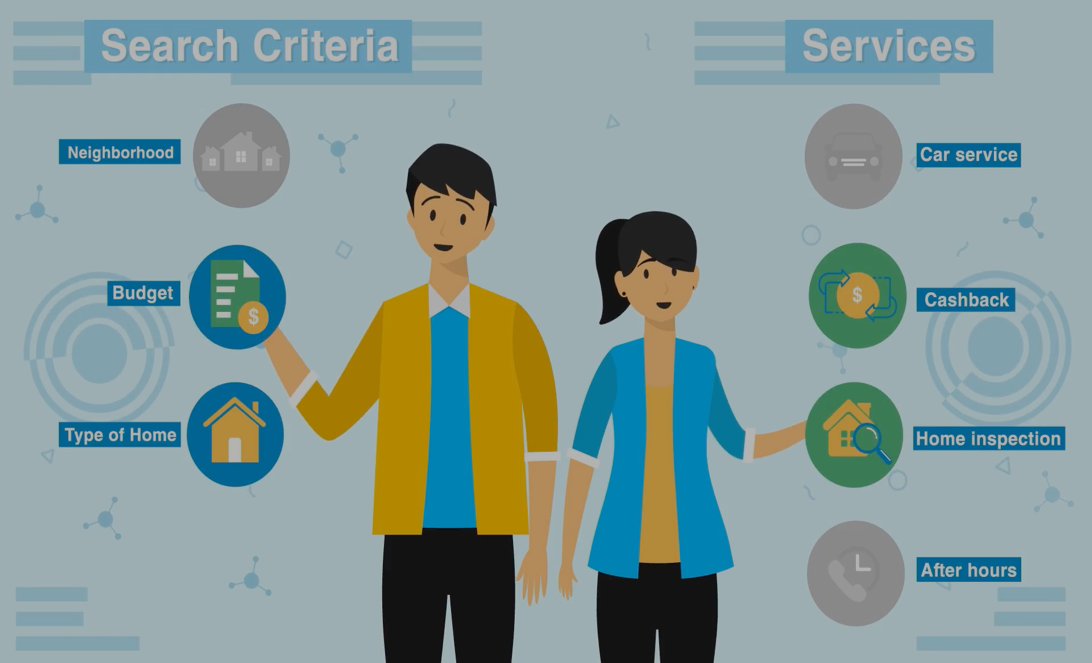 Search Criteria
Neighborhood
Budget
$
Type of Home
Services
Car service
Cashback
$
Home inspection
After hours